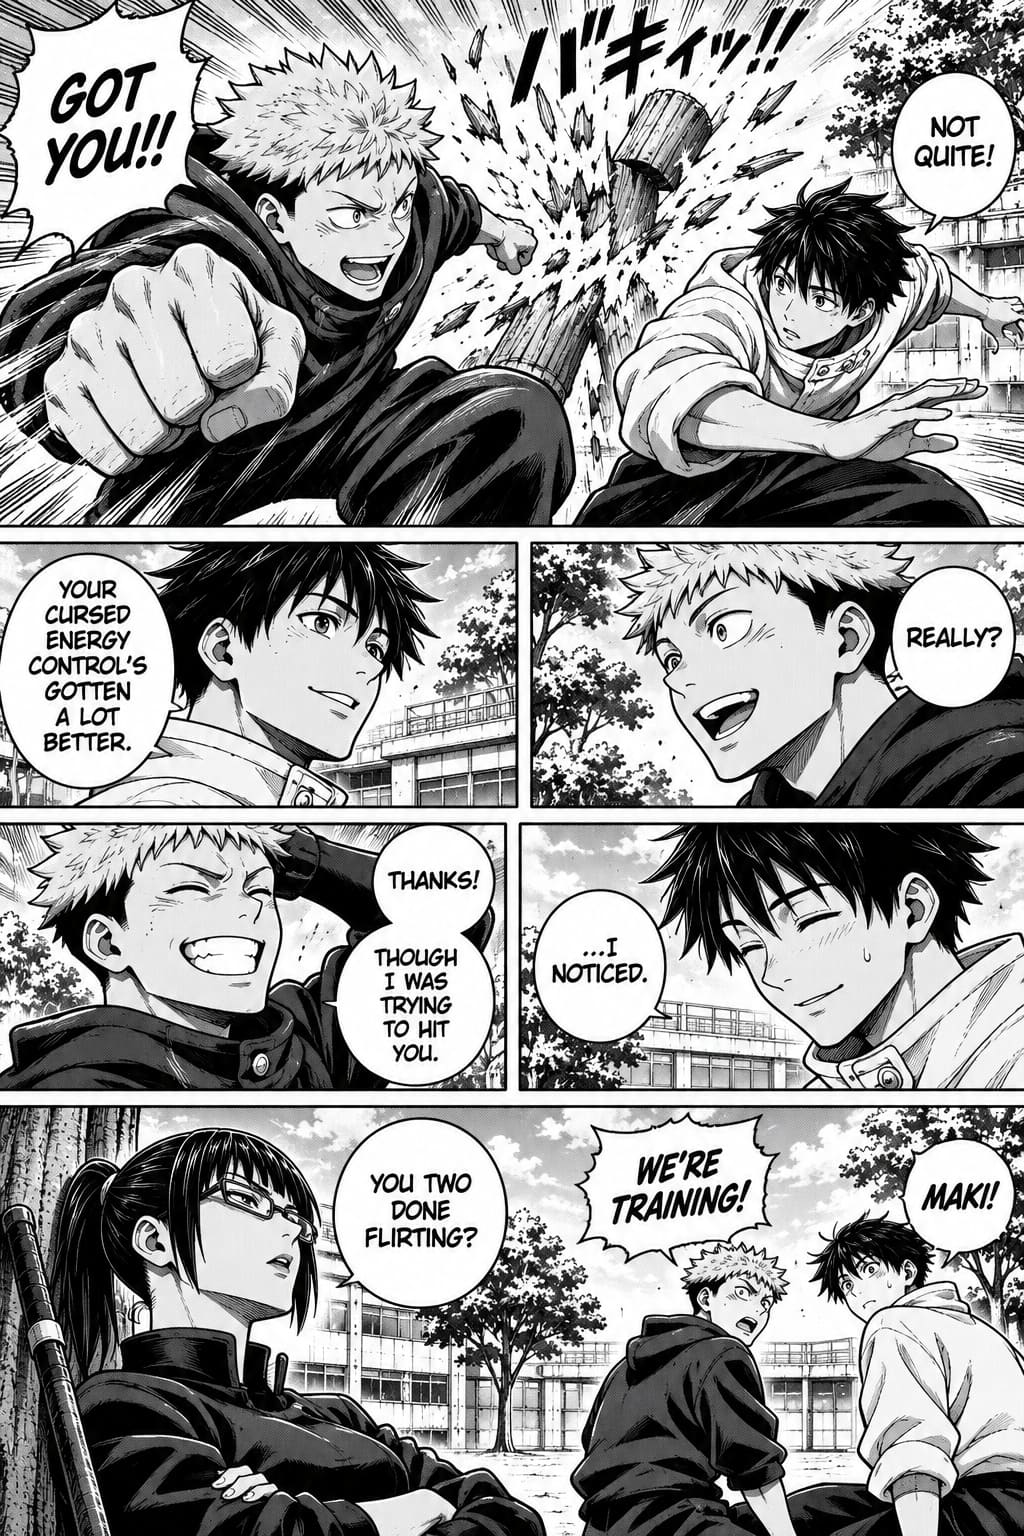 GOT
YOU!!
バキィッ!!
NOT
QUITE!
YOUR
CURSED
ENERGY
CONTROL'S
GOTTEN
A LOT
BETTER.
REALLY?
THANKS!
THOUGH
I WAS
TRYING
TO HIT
YOU.
...I
NOTICED.
YOU TWO
DONE
FLIRTING?
WE'RE
TRAINING!
MAKI!